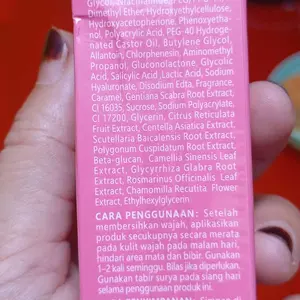 Dimethyl Ether, Hydroxyethylcellulose,
Hydroxyacetophenone, Phenoxyetha-
nol, Polyacrylic Acid, PEG-40 Hydroge-
nated Castor Oil, Butylene Glycol,
Allantoin, Chlorphenesin, Aminomethyl
Propanol, Gluconolactone, Glycolic
Acid, Salicylic Acid, Lactic Acid, Sodium
Hyaluronate, Disodium Edta, Fragrance,
Caramel, Gentiana Scabra Root Extract,
CI 16035, Sucrose, Sodium Polyacrylate,
CI 17200, Glycerin, Citrus Reticulata
Fruit Extract, Centella Asiatica Extract,
Scutellaria Baicalensis Root Extract,
Polygonum Cuspidatum Root Extract,
Beta-glucan, Camellia Sinensis Leaf
Extract, Glycyrrhiza Glabra Root
Extract, Rosmarinus Officinalis Leaf
Extract, Chamomilla Recutita Flower
Extract, Ethylhexylglycerin
CARA PENGGUNAAN: Setelah
membersihkan wajah, aplikasikan
produk secukupnya secara merata
pada kulit wajah pada malam hari,
hindari area mata dan bibir. Gunakan
1-2 kali seminggu. Bilas jika diperlukan.
Gunakan tabir surya pada siang hari
selama penggunaan produk ini.